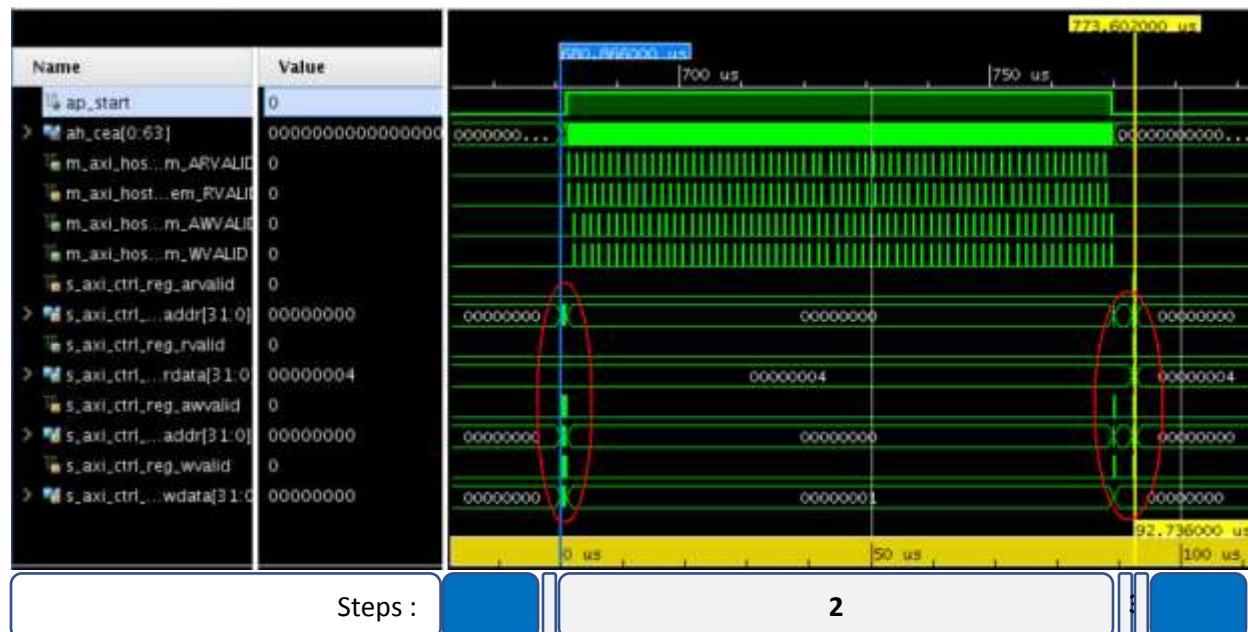 773.602000 us
680.866000 us
Name Value
700 us 750 us
ap_start 0
ah_cea[0:63] 0000000000000000 0000000... 00000000000...
m_axi_hos...m_ARVALID 0
m_axi_host...em_RVALID 0
m_axi_hos...m_AWVALID 0
m_axi_hos...m_WVALID 0
s_axi_ctrl_reg_arvalid 0
s_axi_ctrl_...addr[31:0] 00000000 00000000 00000000 00000000
s_axi_ctrl_reg_rvalid 0
s_axi_ctrl_...rdata[31:0 00000004 00000004 00000004
s_axi_ctrl_reg_awvalid 0
s_axi_ctrl_...addr[31:0] 00000000 00000000 00000000 00000000
s_axi_ctrl_reg_wvalid 0
s_axi_ctrl_...wdata[31:0 00000000 00000000 00000001 00000000
92.736000 us
0 us 50 us 100 us
Steps : 2